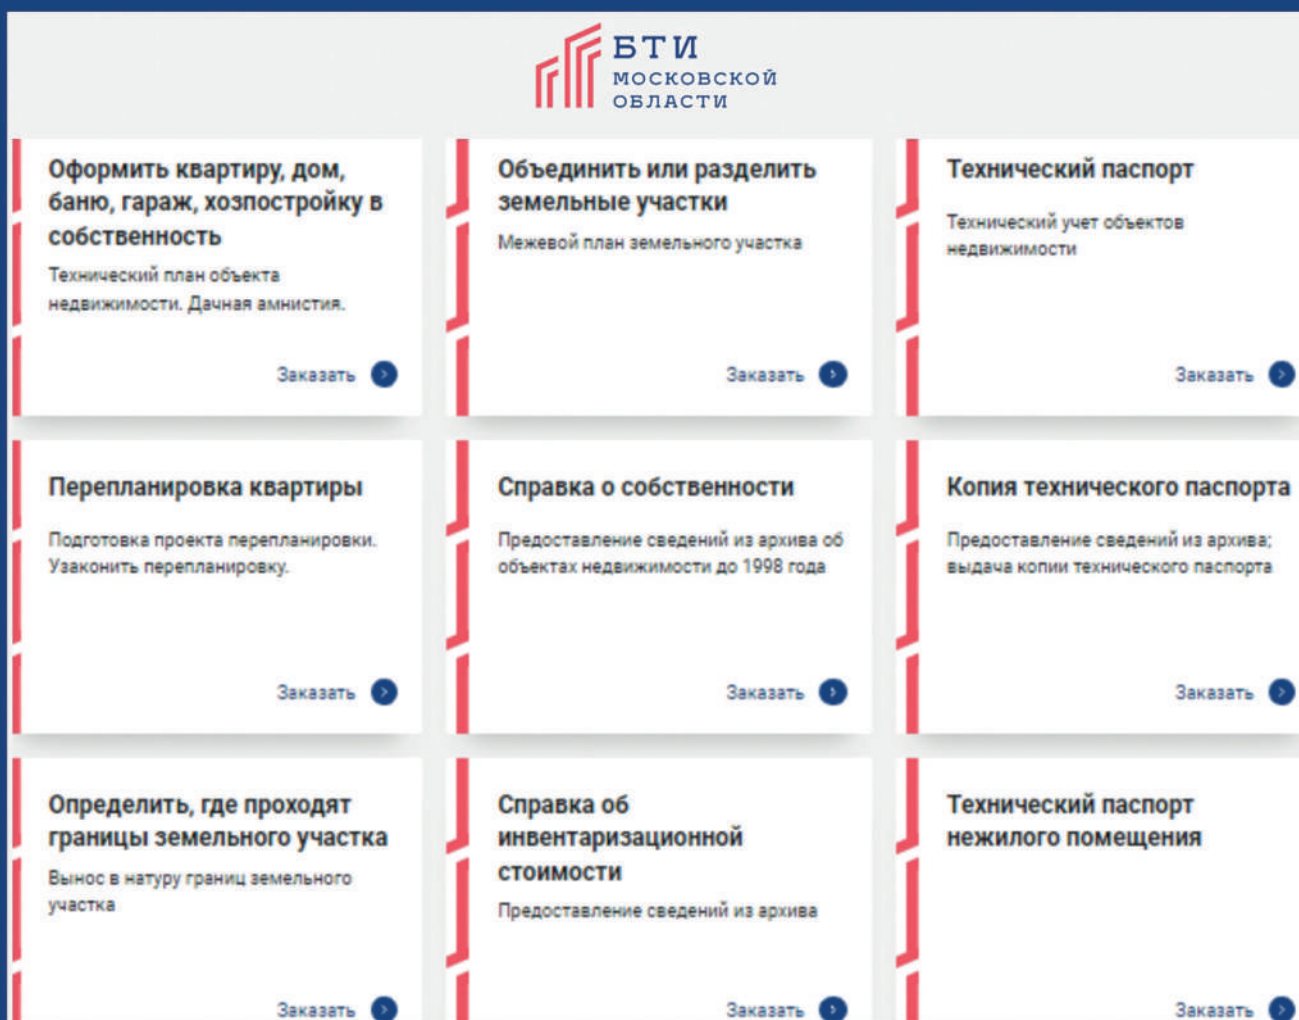 БТИ
МОСКОВСКОЙ
ОБЛАСТИ
Оформить квартиру, дом,
баню, гараж, хозпостройку в
собственность
Технический план объекта
недвижимости. Дачная амнистия.
Заказать
Объединить или разделить
земельные участки
Межевой план земельного участка
Заказать
Технический паспорт
Технический учет объектов
недвижимости
Заказать
Перепланировка квартиры
Подготовка проекта перепланировки.
Узаконить перепланировку.
Заказать
Справка о собственности
Предоставление сведений из архива об
объектах недвижимости до 1998 года
Заказать
Копия технического паспорта
Предоставление сведений из архива;
выдача копии технического паспорта
Заказать
Определить, где проходят
границы земельного участка
Вынос в натуру границ земельного
участка
Заказать
Справка об
инвентаризационной
стоимости
Предоставление сведений из архива
Заказать
Технический паспорт
нежилого помещения
Заказать